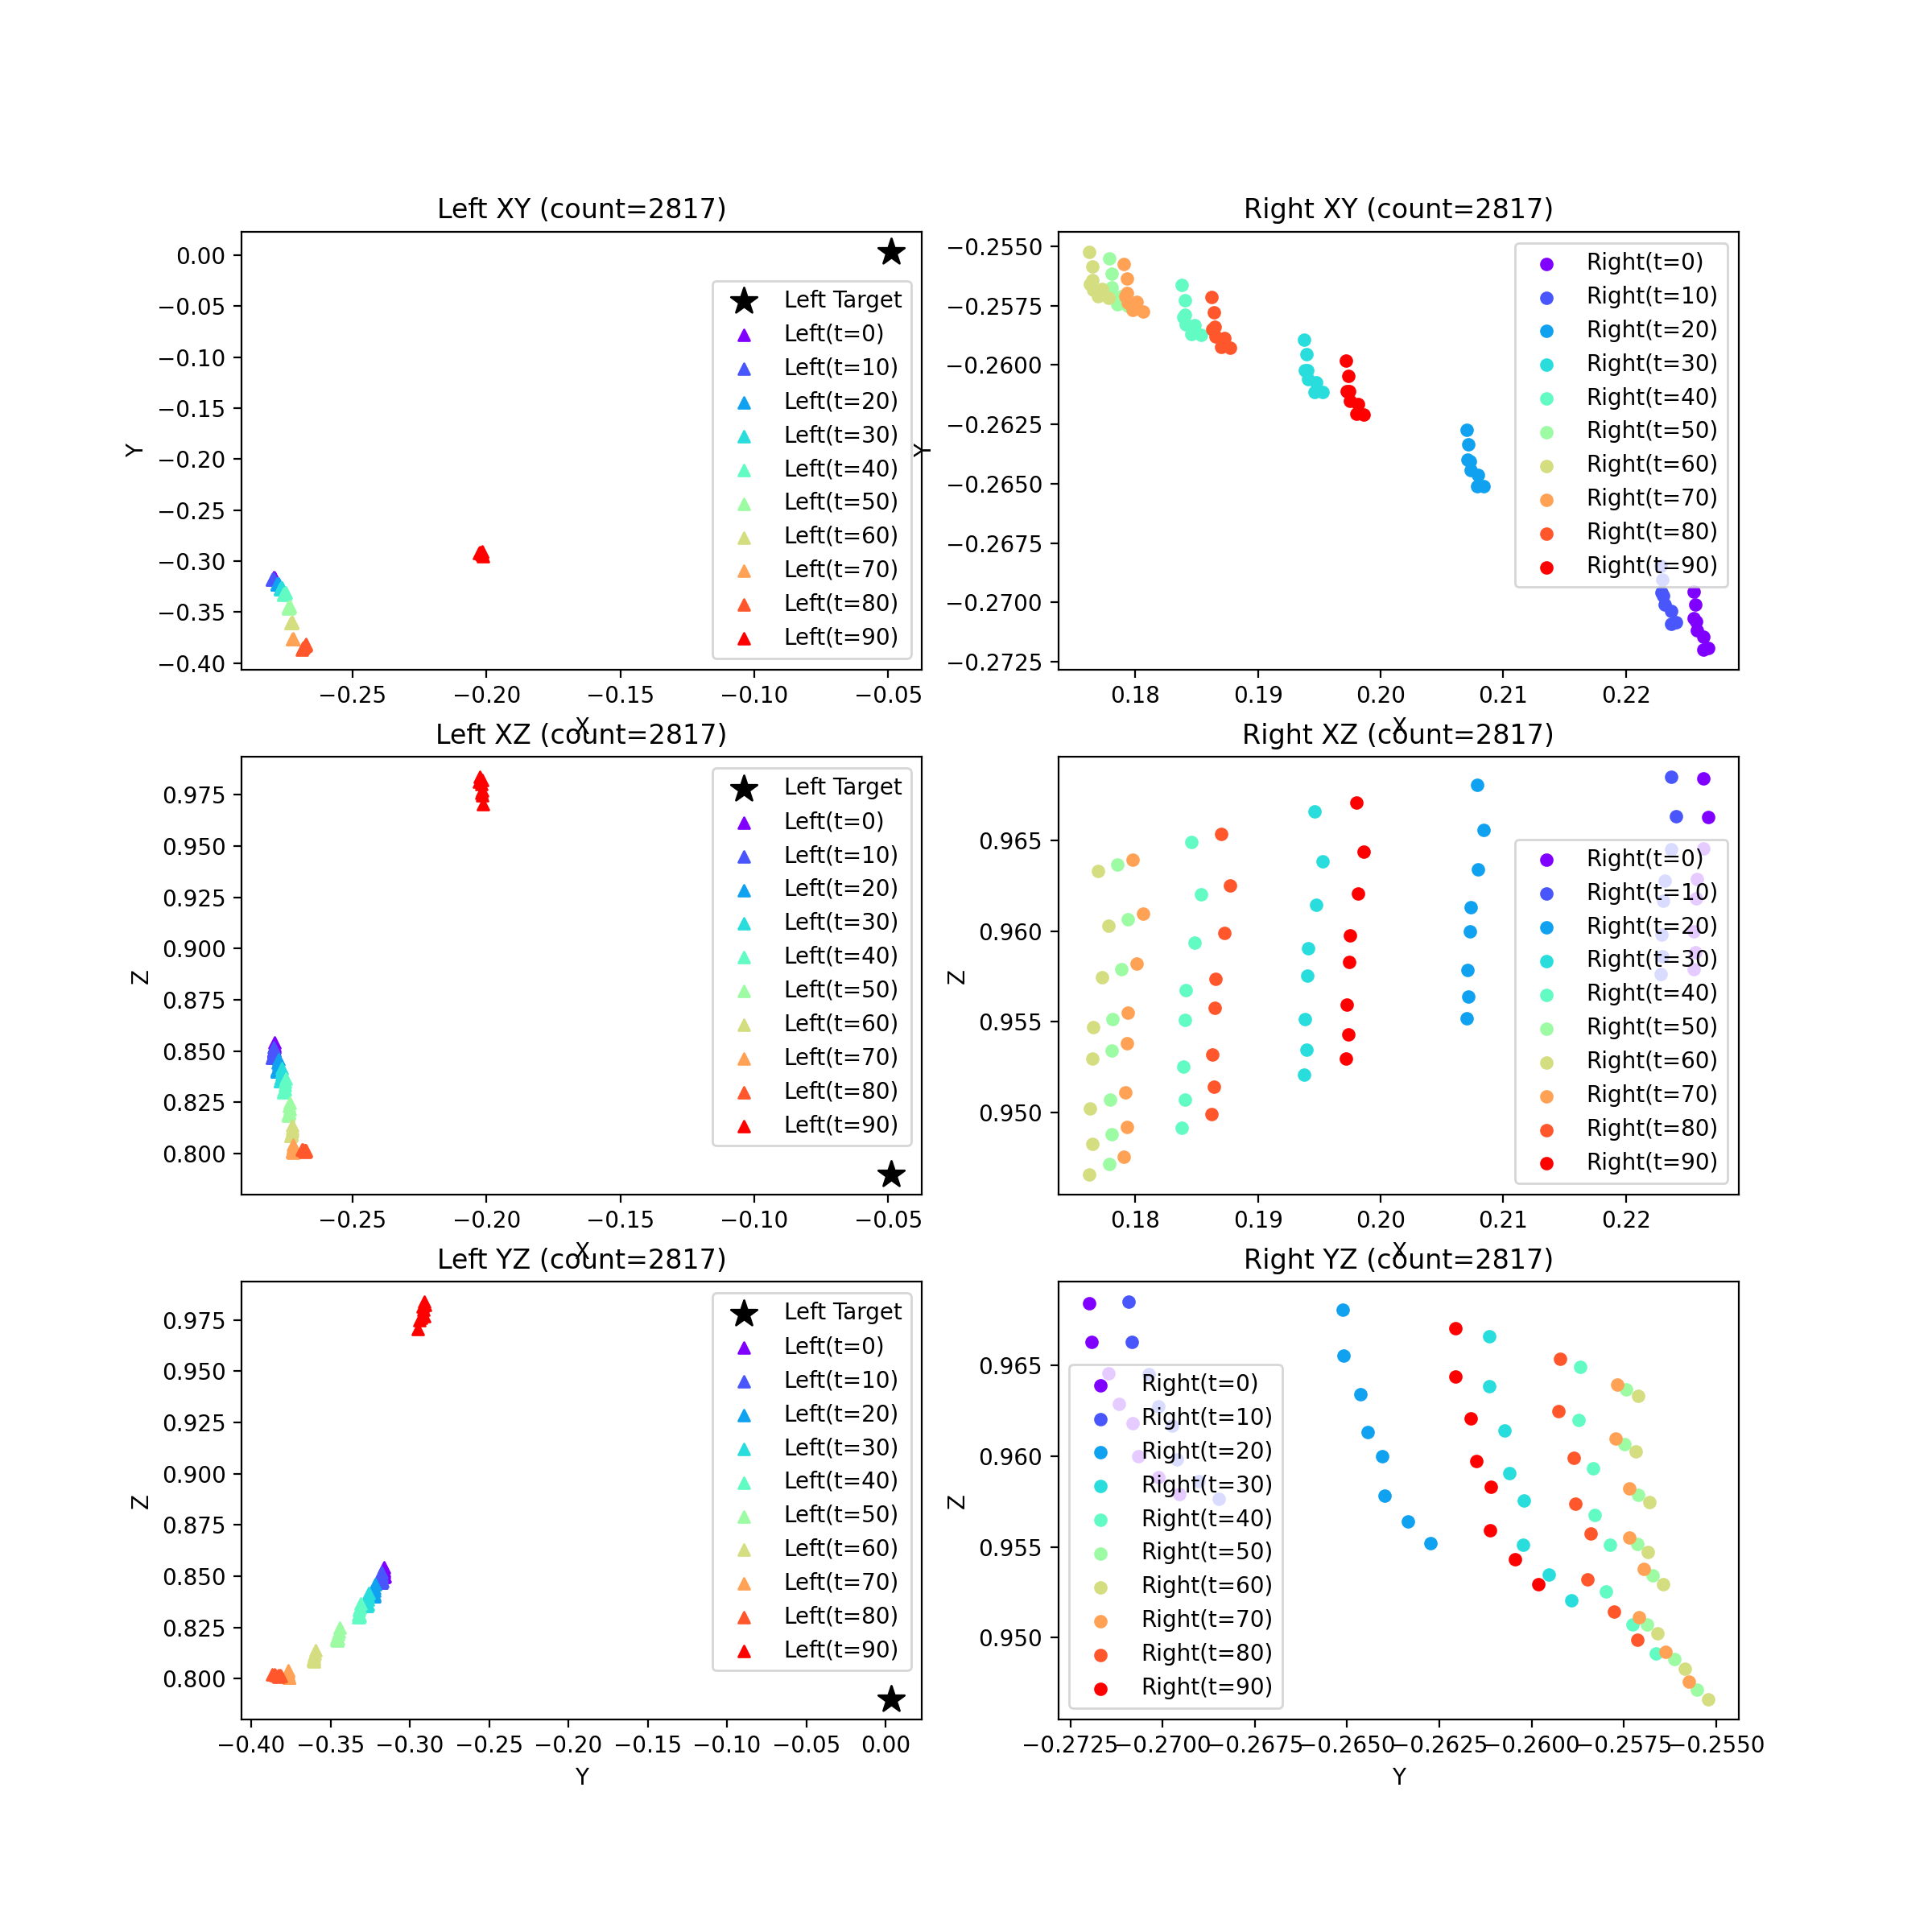 Left XY (count=2817)
0.00
−0.05
−0.10
−0.15
−0.20
−0.25
−0.30
−0.35
−0.40
Y
−0.25
−0.20
−0.15
−0.10
−0.05
X
Left Target
Left(t=0)
Left(t=10)
Left(t=20)
Left(t=30)
Left(t=40)
Left(t=50)
Left(t=60)
Left(t=70)
Left(t=80)
Left(t=90)
Right XY (count=2817)
−0.2550
−0.2575
−0.2600
−0.2625
−0.2650
−0.2675
−0.2700
−0.2725
Y
0.18
0.19
0.20
0.21
0.22
X
Right(t=0)
Right(t=10)
Right(t=20)
Right(t=30)
Right(t=40)
Right(t=50)
Right(t=60)
Right(t=70)
Right(t=80)
Right(t=90)
Left XZ (count=2817)
0.975
0.950
0.925
0.900
0.875
0.850
0.825
0.800
Z
−0.25
−0.20
−0.15
−0.10
−0.05
X
Left Target
Left(t=0)
Left(t=10)
Left(t=20)
Left(t=30)
Left(t=40)
Left(t=50)
Left(t=60)
Left(t=70)
Left(t=80)
Left(t=90)
Right XZ (count=2817)
0.965
0.960
0.955
0.950
Z
0.18
0.19
0.20
0.21
0.22
X
Right(t=0)
Right(t=10)
Right(t=20)
Right(t=30)
Right(t=40)
Right(t=50)
Right(t=60)
Right(t=70)
Right(t=80)
Right(t=90)
Left YZ (count=2817)
0.975
0.950
0.925
0.900
0.875
0.850
0.825
0.800
Z
−0.40
−0.35
−0.30
−0.25
−0.20
−0.15
−0.10
−0.05
0.00
Y
Left Target
Left(t=0)
Left(t=10)
Left(t=20)
Left(t=30)
Left(t=40)
Left(t=50)
Left(t=60)
Left(t=70)
Left(t=80)
Left(t=90)
Right YZ (count=2817)
0.965
0.960
0.955
0.950
Z
−0.2725
−0.2700
−0.2675
−0.2650
−0.2625
−0.2600
−0.2575
−0.2550
Y
Right(t=0)
Right(t=10)
Right(t=20)
Right(t=30)
Right(t=40)
Right(t=50)
Right(t=60)
Right(t=70)
Right(t=80)
Right(t=90)